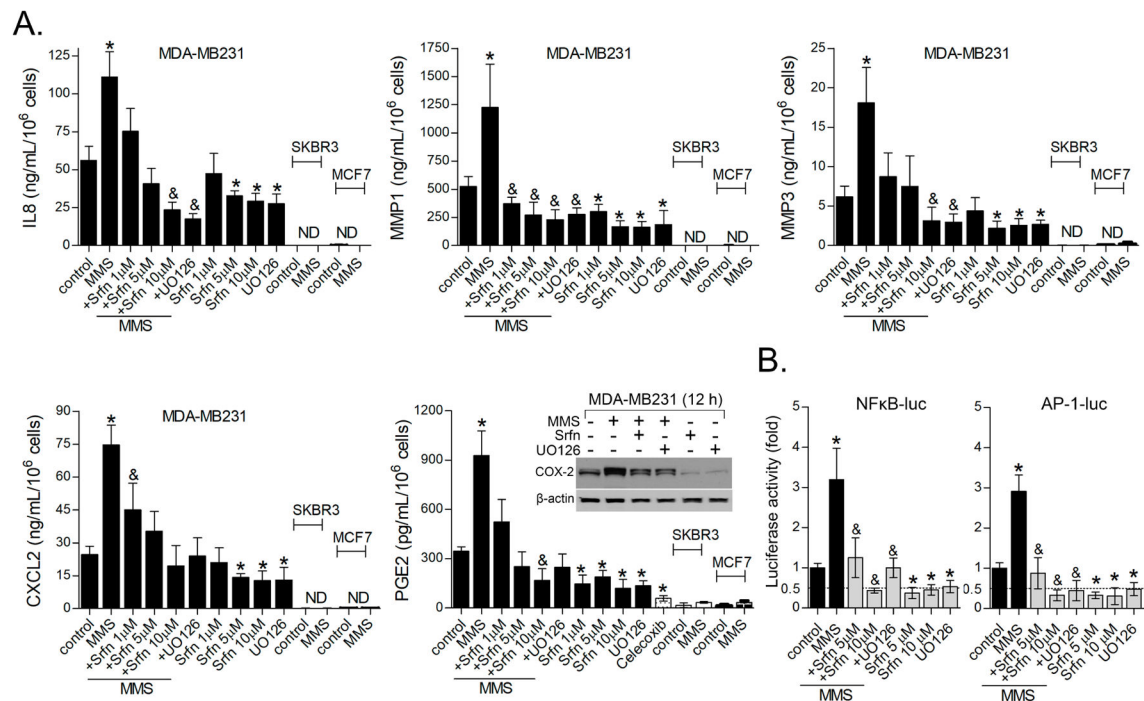 A.
MDA-MB231
IL8 (ng/mL/10⁶ cells)
125
100
75
50
25
0
*
&
&
*
*
*
SKBR3
MCF7
ND
ND
control
MMS
+Srfn 1µM
+Srfn 5µM
+Srfn 10µM
+UO126
Srfn 1µM
Srfn 5µM
Srfn 10µM
UO126
control
MMS
control
MMS
MMS
MDA-MB231
MMP1 (ng/mL/10⁶ cells)
1750
1500
1250
1000
750
500
250
0
*
&
&
&
&
*
*
*
*
SKBR3
MCF7
ND
ND
control
MMS
+Srfn 1µM
+Srfn 5µM
+Srfn 10µM
+UO126
Srfn 1µM
Srfn 5µM
Srfn 10µM
UO126
control
MMS
control
MMS
MMS
MDA-MB231
MMP3 (ng/mL/10⁶ cells)
25
20
15
10
5
0
*
&
&
*
*
*
SKBR3
MCF7
ND
ND
control
MMS
+Srfn 1µM
+Srfn 5µM
+Srfn 10µM
+UO126
Srfn 1µM
Srfn 5µM
Srfn 10µM
UO126
control
MMS
control
MMS
MMS
MDA-MB231
CXCL2 (ng/mL/10⁶ cells)
90
75
60
45
30
15
0
*
&
*
*
*
SKBR3
MCF7
ND
ND
control
MMS
+Srfn 1µM
+Srfn 5µM
+Srfn 10µM
+UO126
Srfn 1µM
Srfn 5µM
Srfn 10µM
UO126
control
MMS
control
MMS
MMS
PGE2 (pg/mL/10⁶ cells)
1200
900
600
300
0
*
&
*
*
*
*
*
MDA-MB231 (12 h)
MMS - + + + - -
Srfn - - + - + -
UO126 - - - + - +
COX-2
β-actin
SKBR3
MCF7
control
MMS
+Srfn 1µM
+Srfn 5µM
+Srfn 10µM
+UO126
Srfn 1µM
Srfn 5µM
Srfn 10µM
UO126
Celecoxib
control
MMS
control
MMS
MMS
B.
NFκB-luc
Luciferase activity (fold)
5
4
3
2
1
0.5
0
*
&
&
&
*
*
*
control
MMS
+Srfn 5µM
+Srfn 10µM
+UO126
Srfn 5µM
Srfn 10µM
UO126
MMS
AP-1-luc
5
4
3
2
1
0.5
0
*
&
&
&
*
*
*
control
MMS
+Srfn 5µM
+Srfn 10µM
+UO126
Srfn 5µM
Srfn 10µM
UO126
MMS